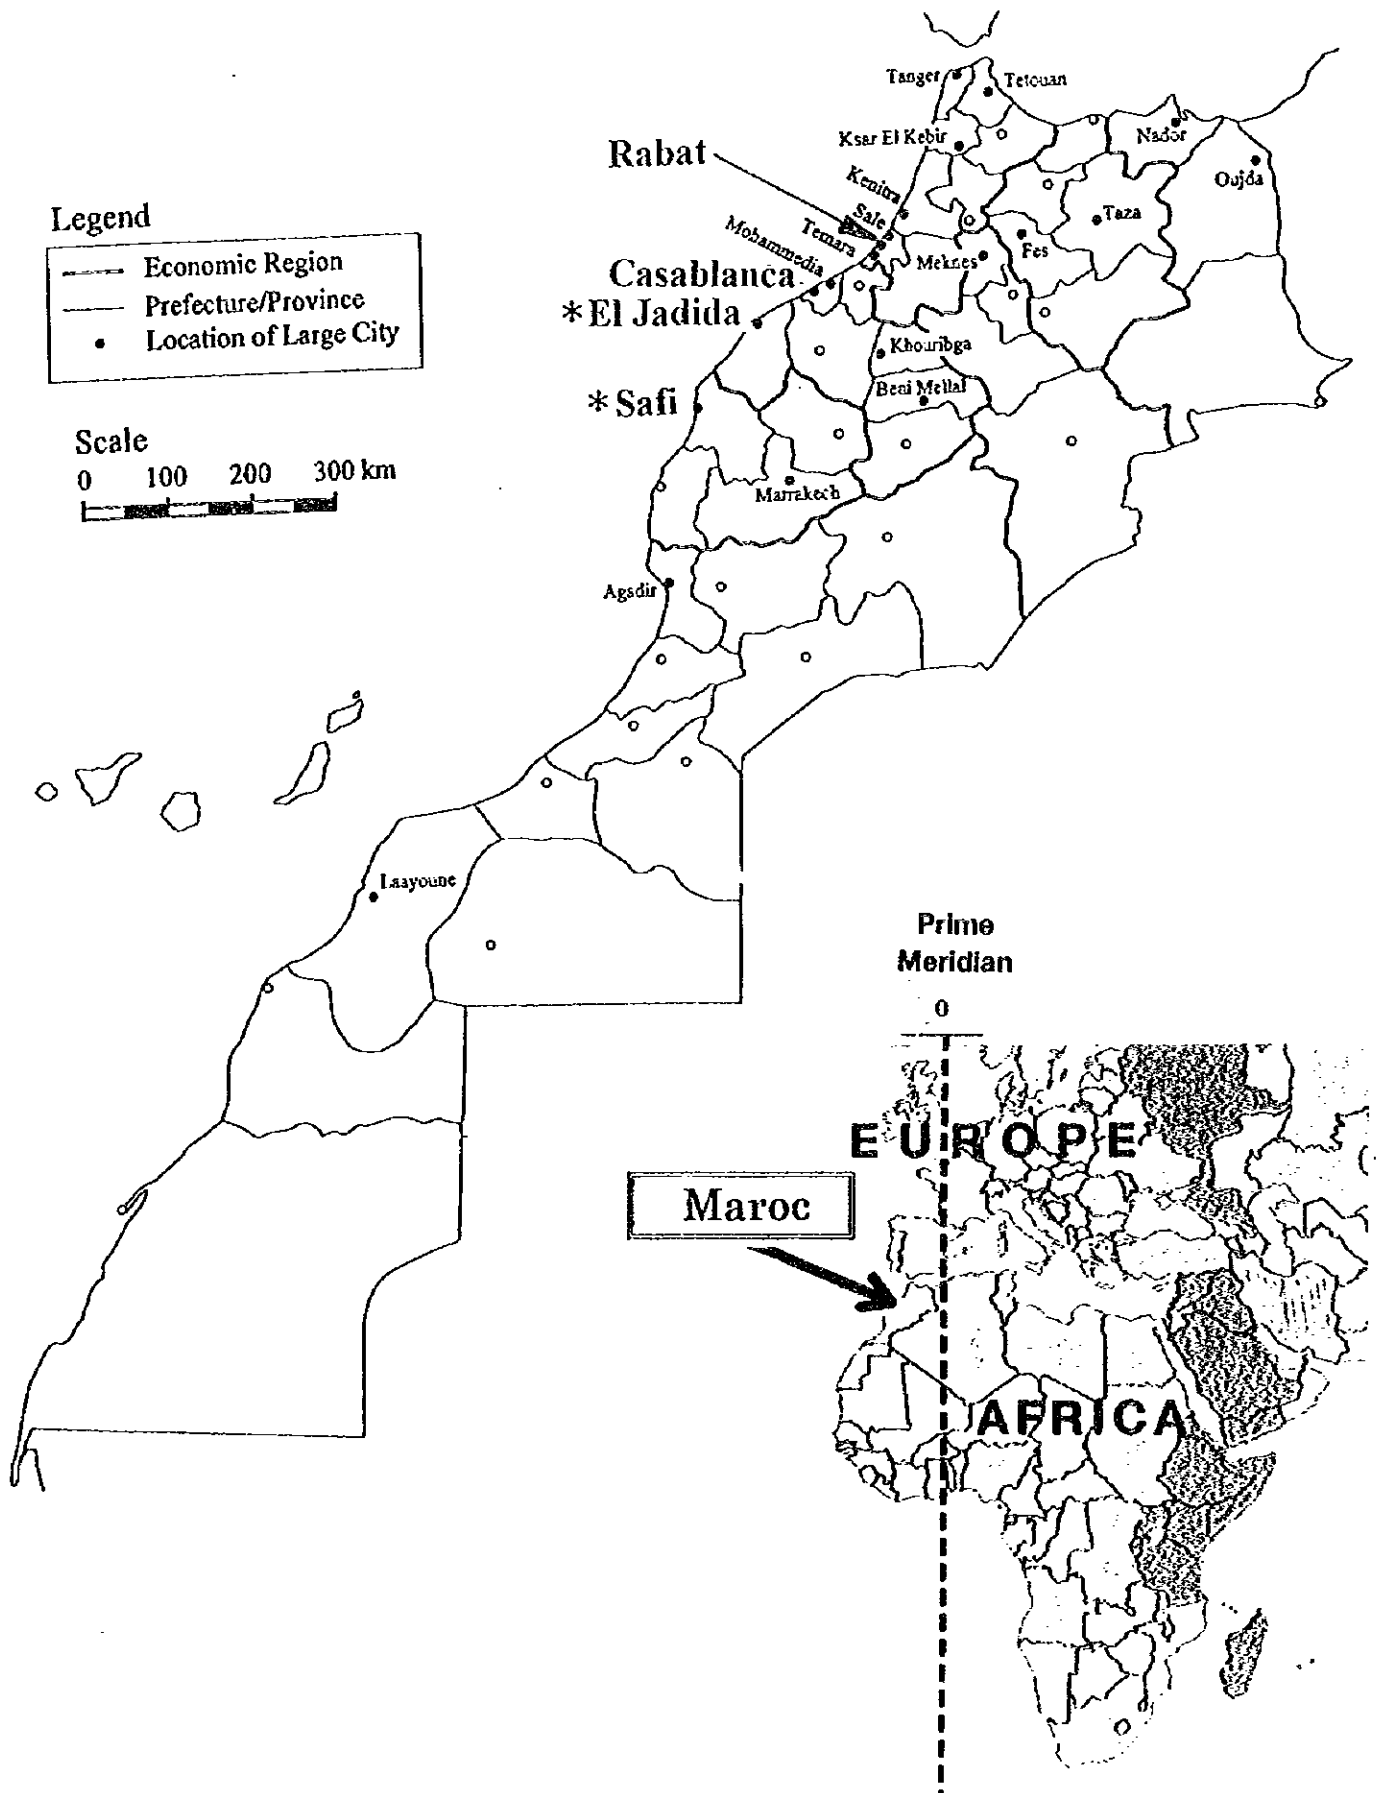 Tanger
Tetouan
Ksar El Kebir
Nador
Rabat
Oujda
Kenitra
Sale
Taza
Temara
Fes
Mohammedia
Meknes
Legend
Economic Region
Prefecture/Province
Location of Large City
Casablanca
*El Jadida
Khouribga
Beni Mellal
*Safi
Scale
0 100 200 300 km
Marrakech
Agadir
Laayoune
Prime
Meridian
0
EUROPE
Maroc
AFRICA